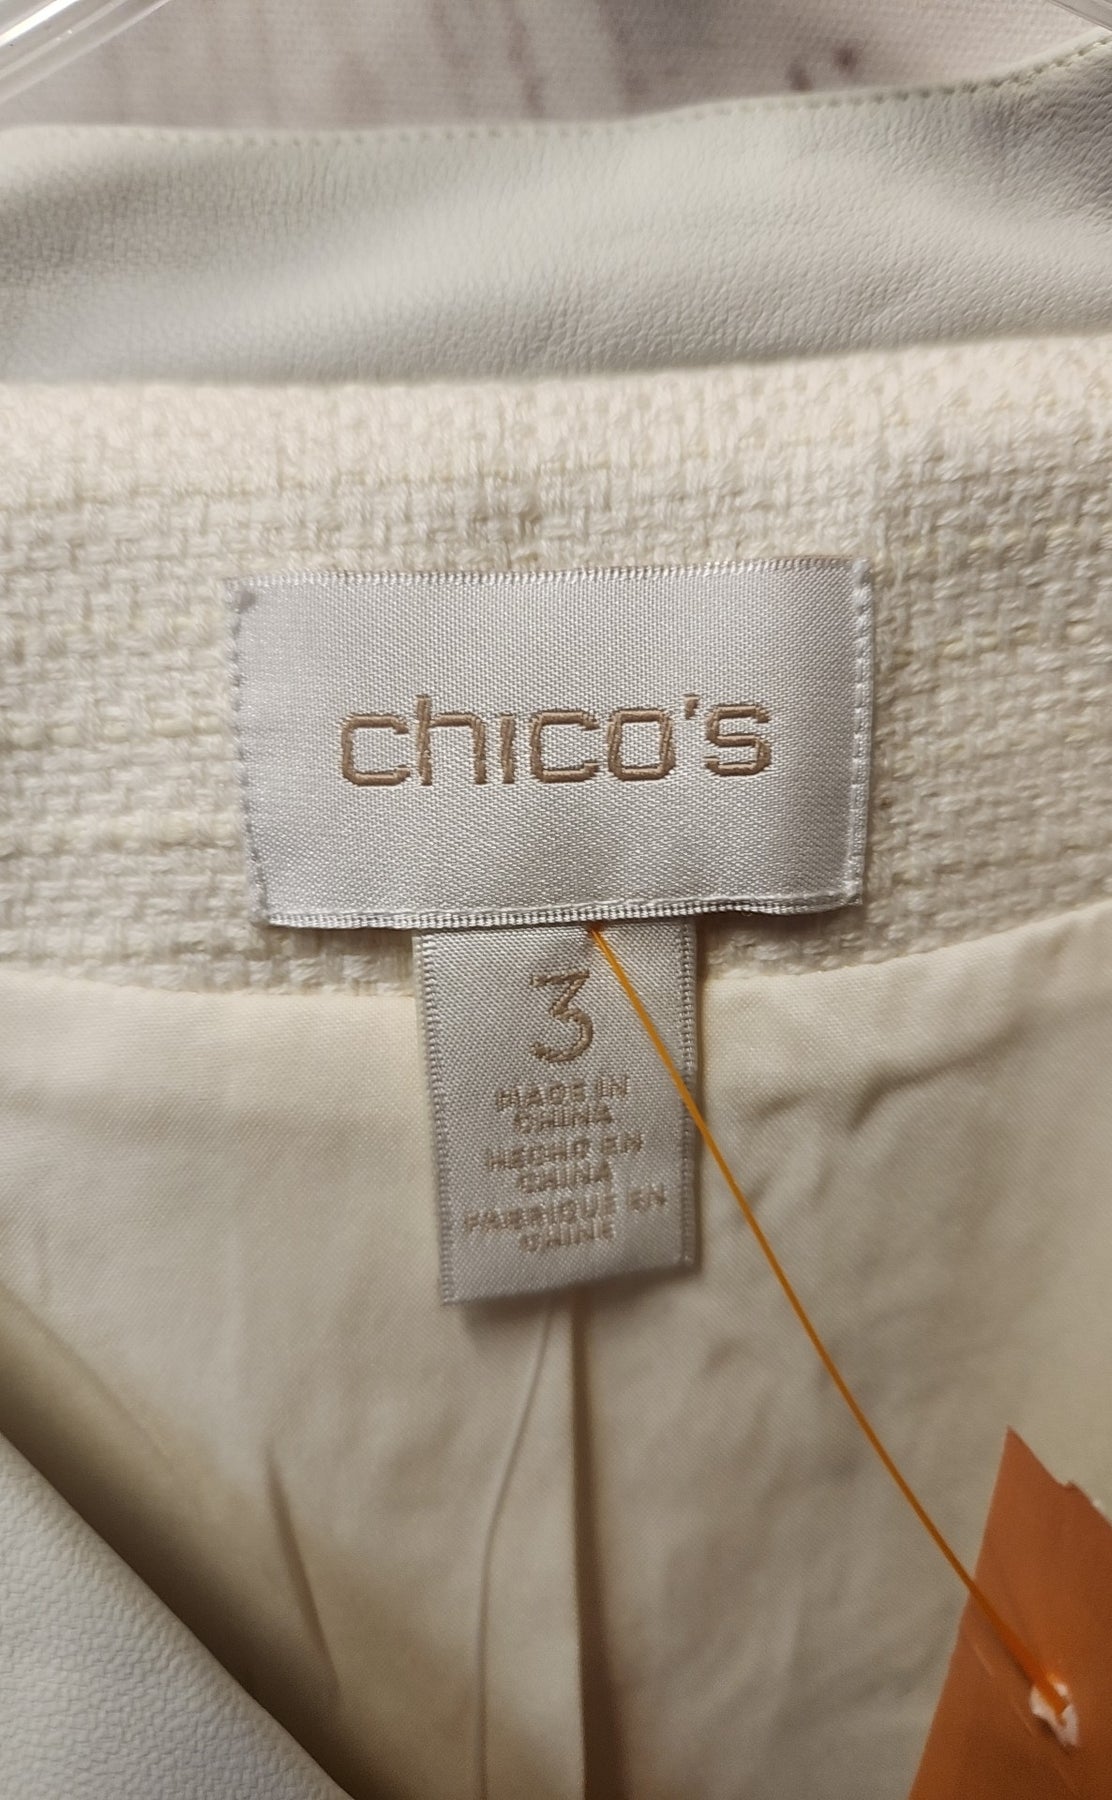 chico's
3
MADE IN
CHINA
HECHO EN
CHINA
FABRIQUE EN
CHINE